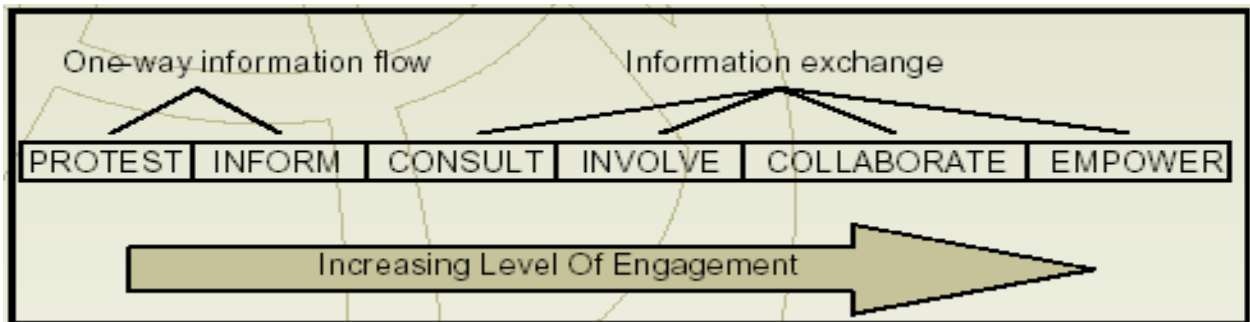 One-way information flow
Information exchange
PROTEST INFORM CONSULT INVOLVE COLLABORATE EMPOWER
Increasing Level Of Engagement